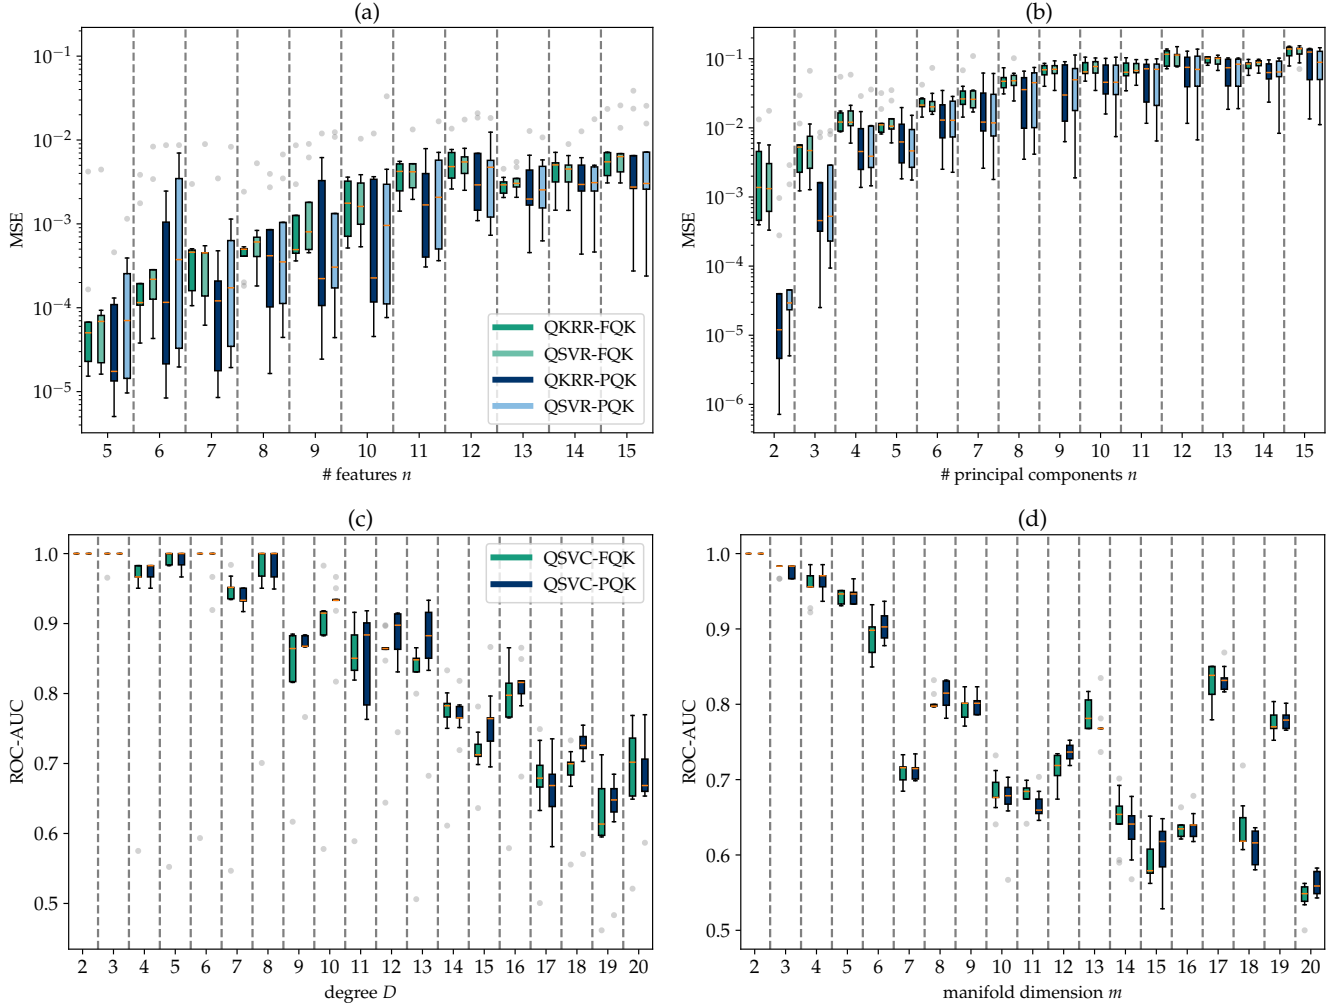 (a)
10⁻¹
10⁻²
10⁻³
10⁻⁴
10⁻⁵
MSE
QKRR-FQK
QSVR-FQK
QKRR-PQK
QSVR-PQK
5 6 7 8 9 10 11 12 13 14 15
# features n
(b)
10⁻¹
10⁻²
10⁻³
10⁻⁴
10⁻⁵
10⁻⁶
MSE
2 3 4 5 6 7 8 9 10 11 12 13 14 15
# principal components n
(c)
1.0
0.9
0.8
0.7
0.6
0.5
ROC-AUC
QSVC-FQK
QSVC-PQK
2 3 4 5 6 7 8 9 10 11 12 13 14 15 16 17 18 19 20
degree D
(d)
1.0
0.9
0.8
0.7
0.6
0.5
ROC-AUC
2 3 4 5 6 7 8 9 10 11 12 13 14 15 16 17 18 19 20
manifold dimension m